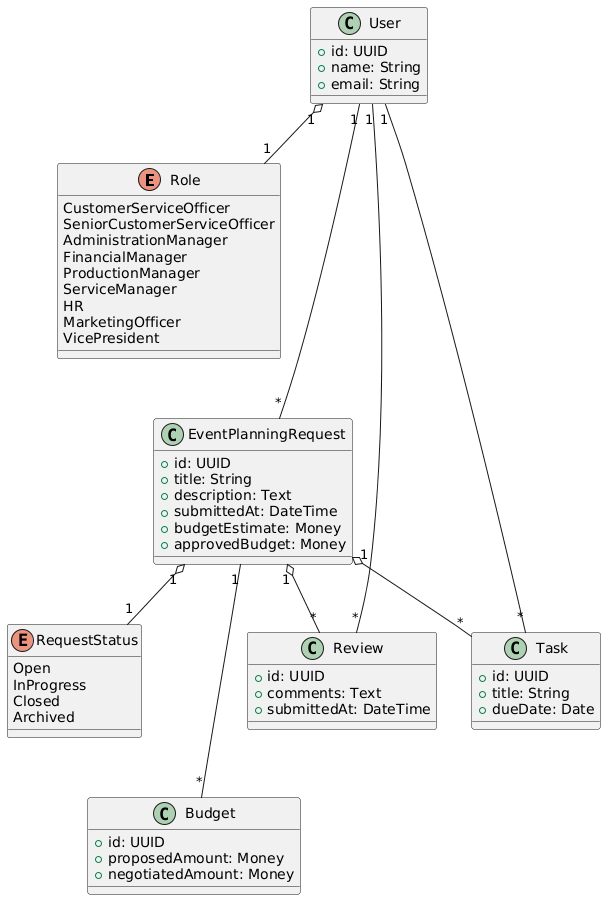 C User
id: UUID
name: String
email: String
1 1 1 1
1
E Role
CustomerServiceOfficer
SeniorCustomerServiceOfficer
AdministrationManager
FinancialManager
ProductionManager
ServiceManager
HR
MarketingOfficer
VicePresident
*
C EventPlanningRequest
id: UUID
title: String
description: Text
submittedAt: DateTime
budgetEstimate: Money
approvedBudget: Money
1
1 1 1
1 * * * *
E RequestStatus
Open
InProgress
Closed
Archived
C Review
id: UUID
comments: Text
submittedAt: DateTime
C Task
id: UUID
title: String
dueDate: Date
*
C Budget
id: UUID
proposedAmount: Money
negotiatedAmount: Money